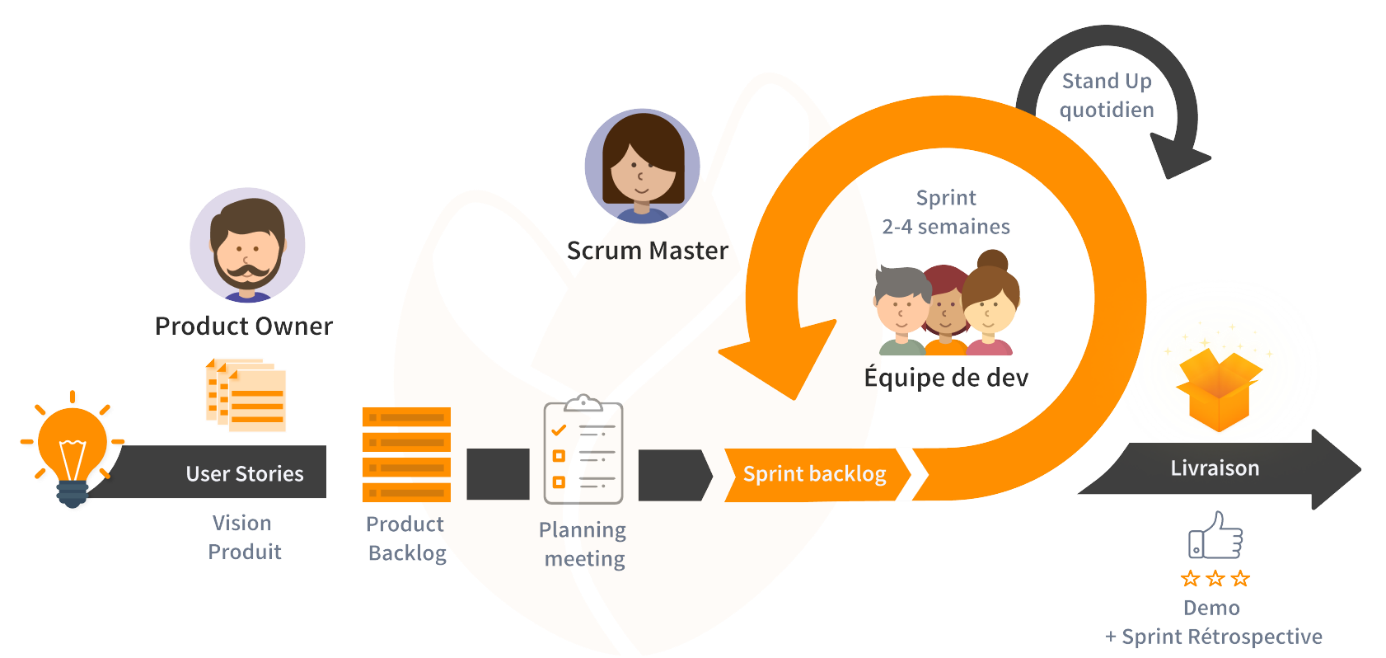 Product Owner
User Stories
Vision
Produit
Product
Backlog
Planning
meeting
Scrum Master
Sprint backlog
Sprint
2-4 semaines
Équipe de dev
Stand Up
quotidien
Livraison
Demo
+ Sprint Rétrospective